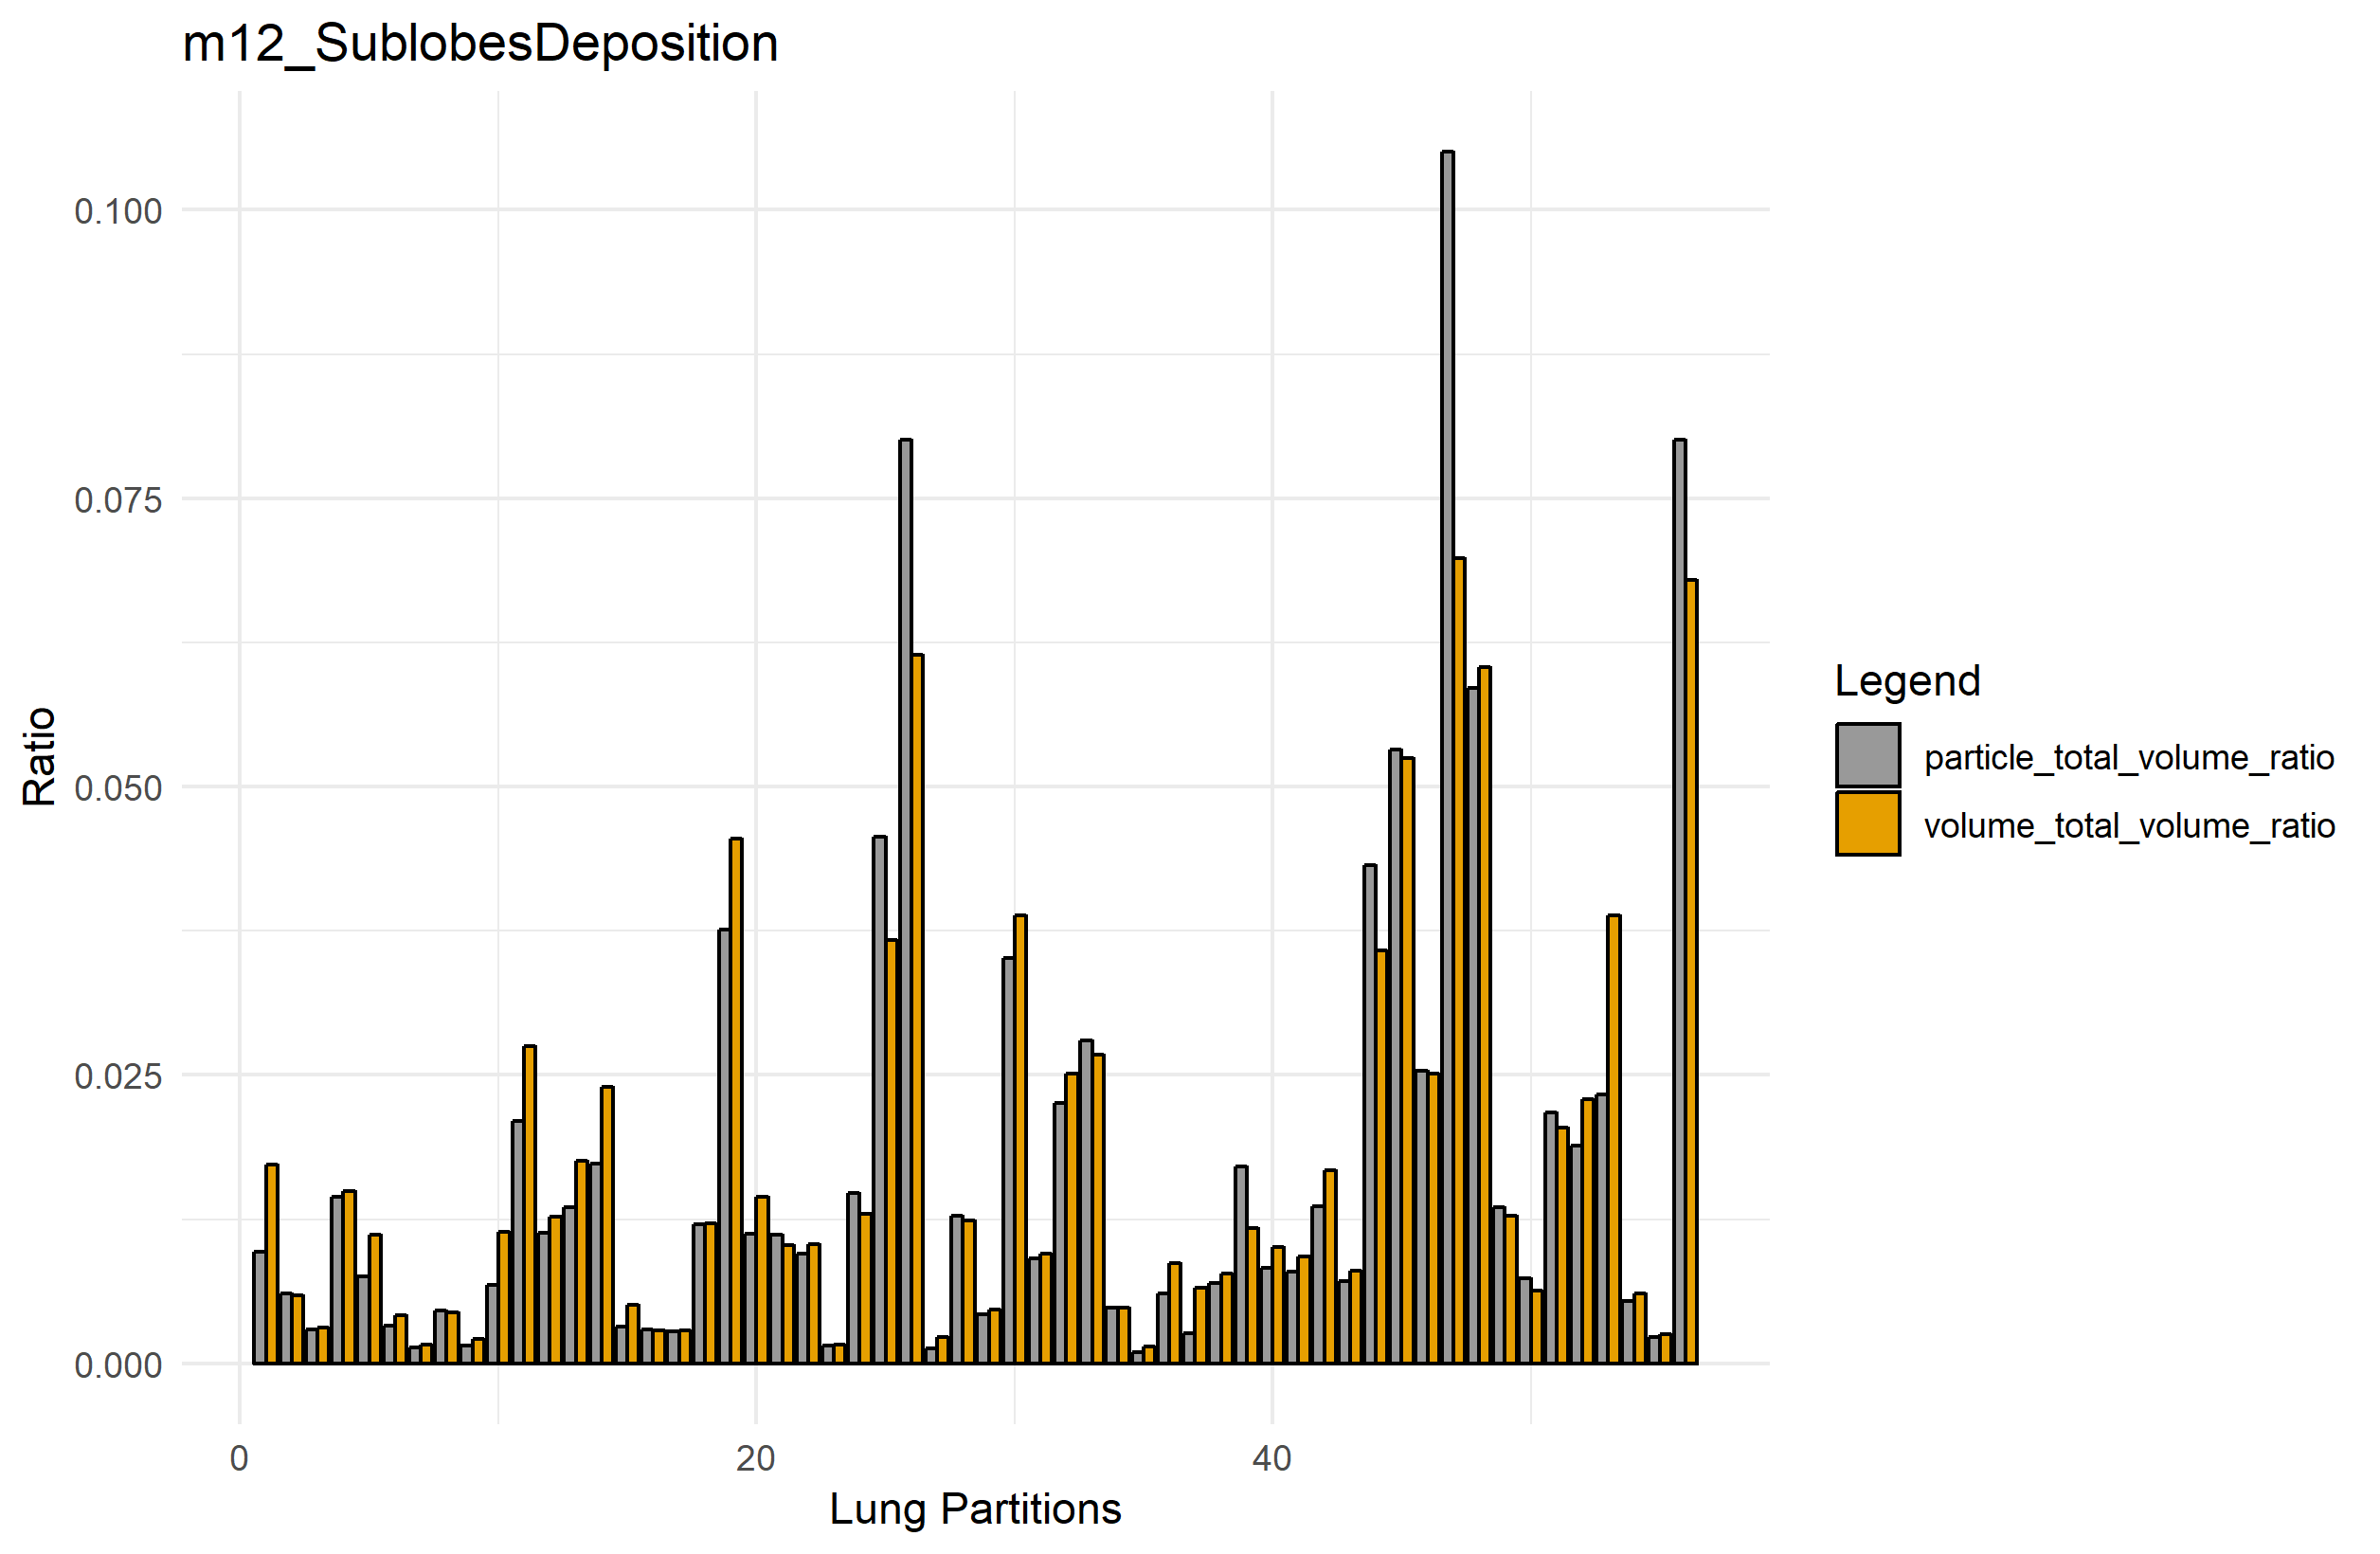 m12_SublobesDeposition
0.100
0.075
0.050
0.025
0.000
Ratio
0
20
40
Lung Partitions
Legend
particle_total_volume_ratio
volume_total_volume_ratio